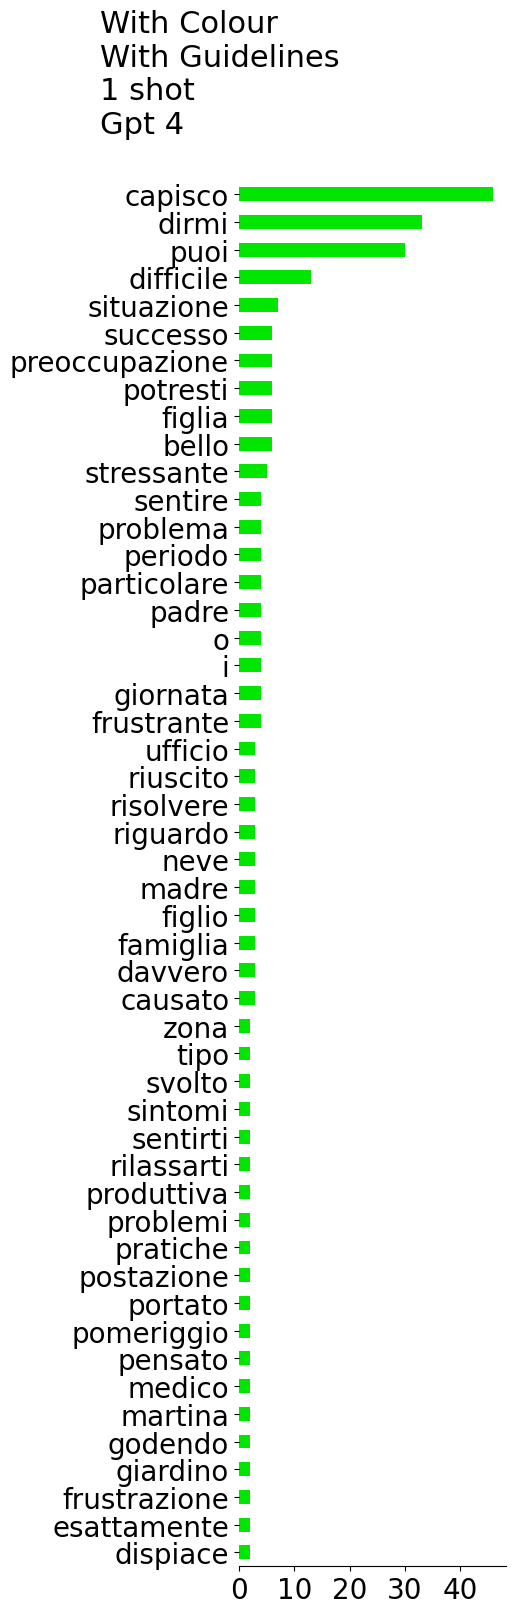 With Colour
With Guidelines
1 shot
Gpt 4
capisco
dirmi
puoi
difficile
situazione
successo
preoccupazione
potresti
figlia
bello
stressante
sentire
problema
periodo
particolare
padre
o
i
giornata
frustrante
ufficio
riuscito
risolvere
riguardo
neve
madre
figlio
famiglia
davvero
causato
zona
tipo
svolto
sintomi
sentirti
rilassarti
produttiva
problemi
pratiche
postazione
portato
pomeriggio
pensato
medico
martina
godendo
giardino
frustrazione
esattamente
dispiace
0 10 20 30 40